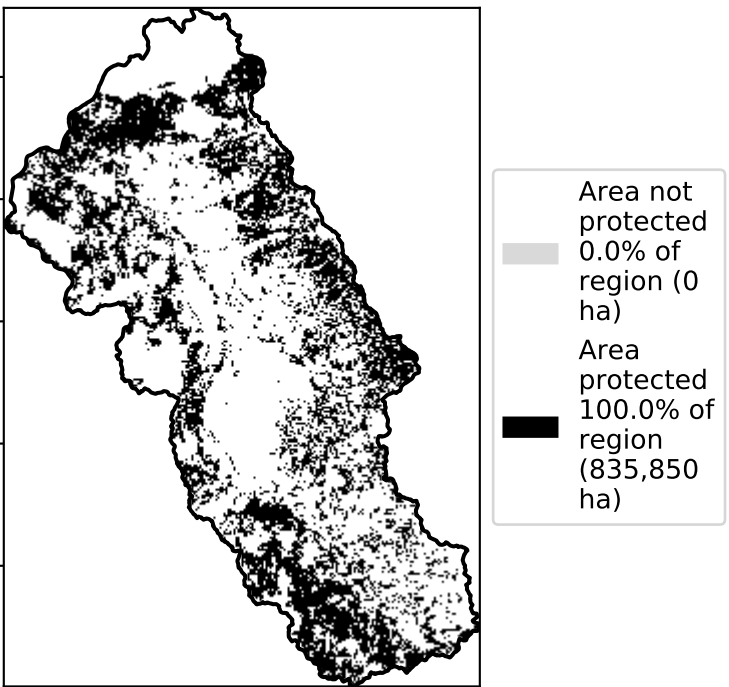 Area not
protected
0.0% of
region (0
ha)
Area
protected
100.0% of
region
(835,850
ha)